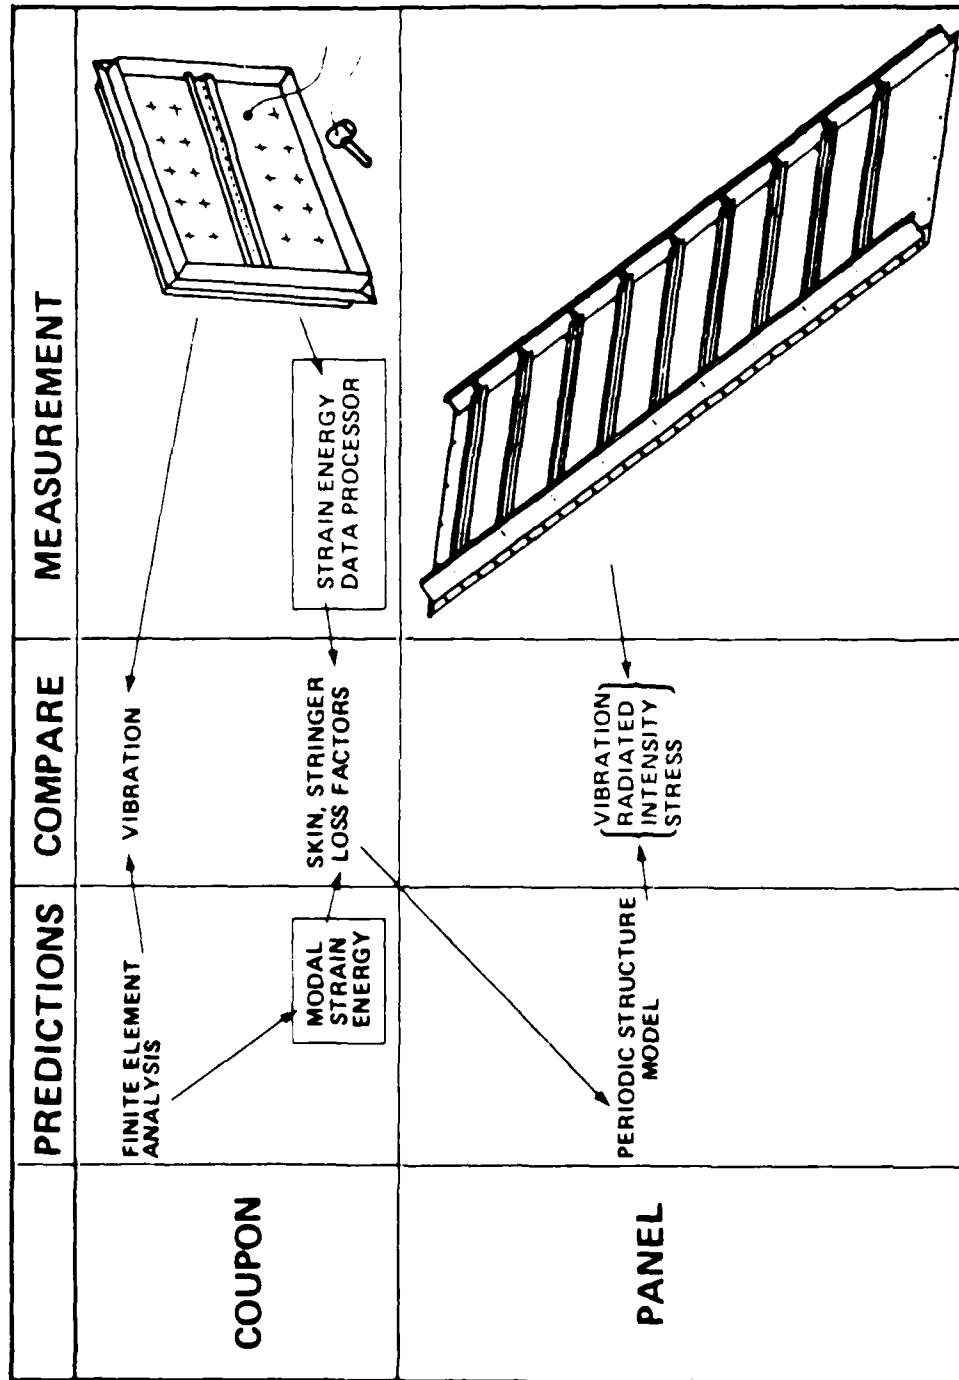 PREDICTIONS
COMPARE
MEASUREMENT
COUPON
FINITE ELEMENT
ANALYSIS
VIBRATION
MODAL
STRAIN
ENERGY
SKIN, STRINGER
LOSS FACTORS
STRAIN ENERGY
DATA PROCESSOR
PANEL
PERIODIC STRUCTURE
MODEL
VIBRATION
RADIATED
INTENSITY
STRESS